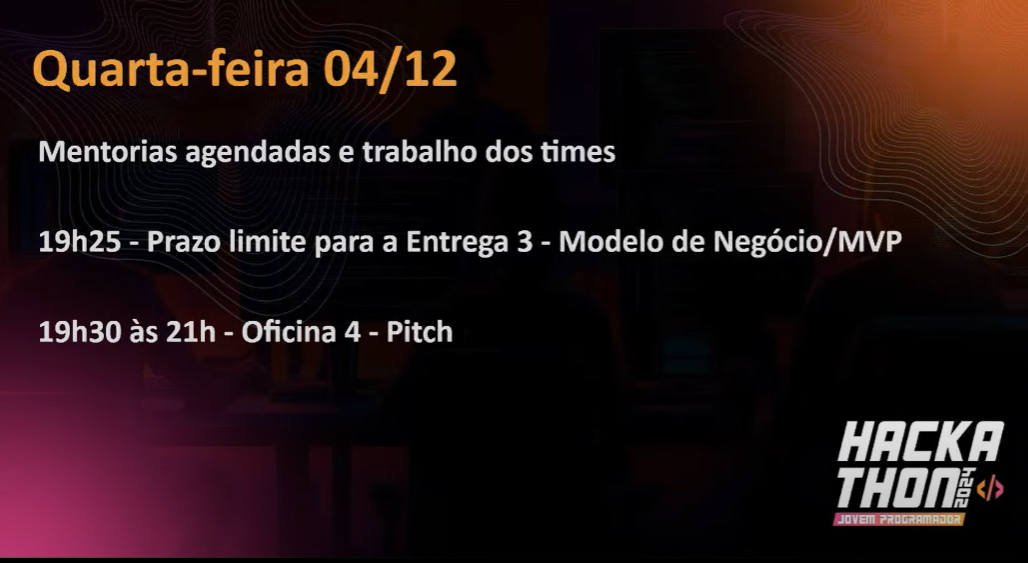 Quarta-feira 04/12
Mentorias agendadas e trabalho dos times
19h25 - Prazo limite para a Entrega 3 - Modelo de Negócio/MVP
19h30 às 21h - Oficina 4 - Pitch
HACKA
THON 2024 </>
JOVEM PROGRAMADOR